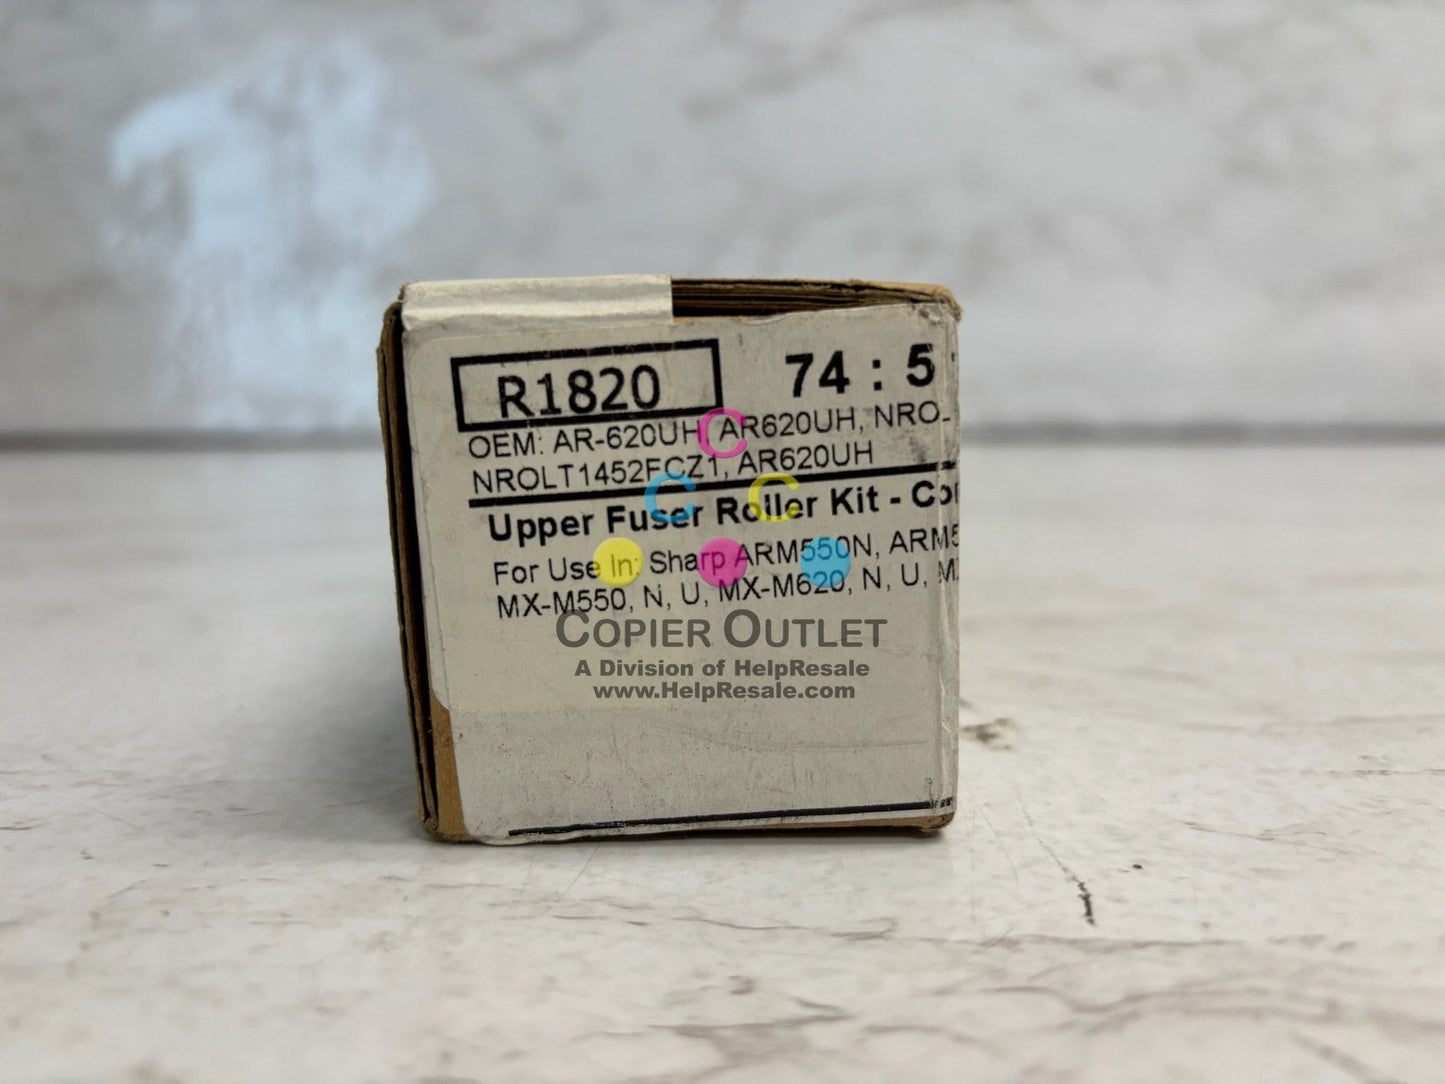 R1820
74 : 5
OEM: AR-620UH, AR620UH, NRO
NROLT1452FCZ1, AR620UH
Upper Fuser Roller Kit - Co
For Use In: Sharp ARM550N, ARM5
MX-M550, N, U, MX-M620, N, U,
C
C C
COPIER OUTLET
A Division of HelpResale
www.HelpResale.com